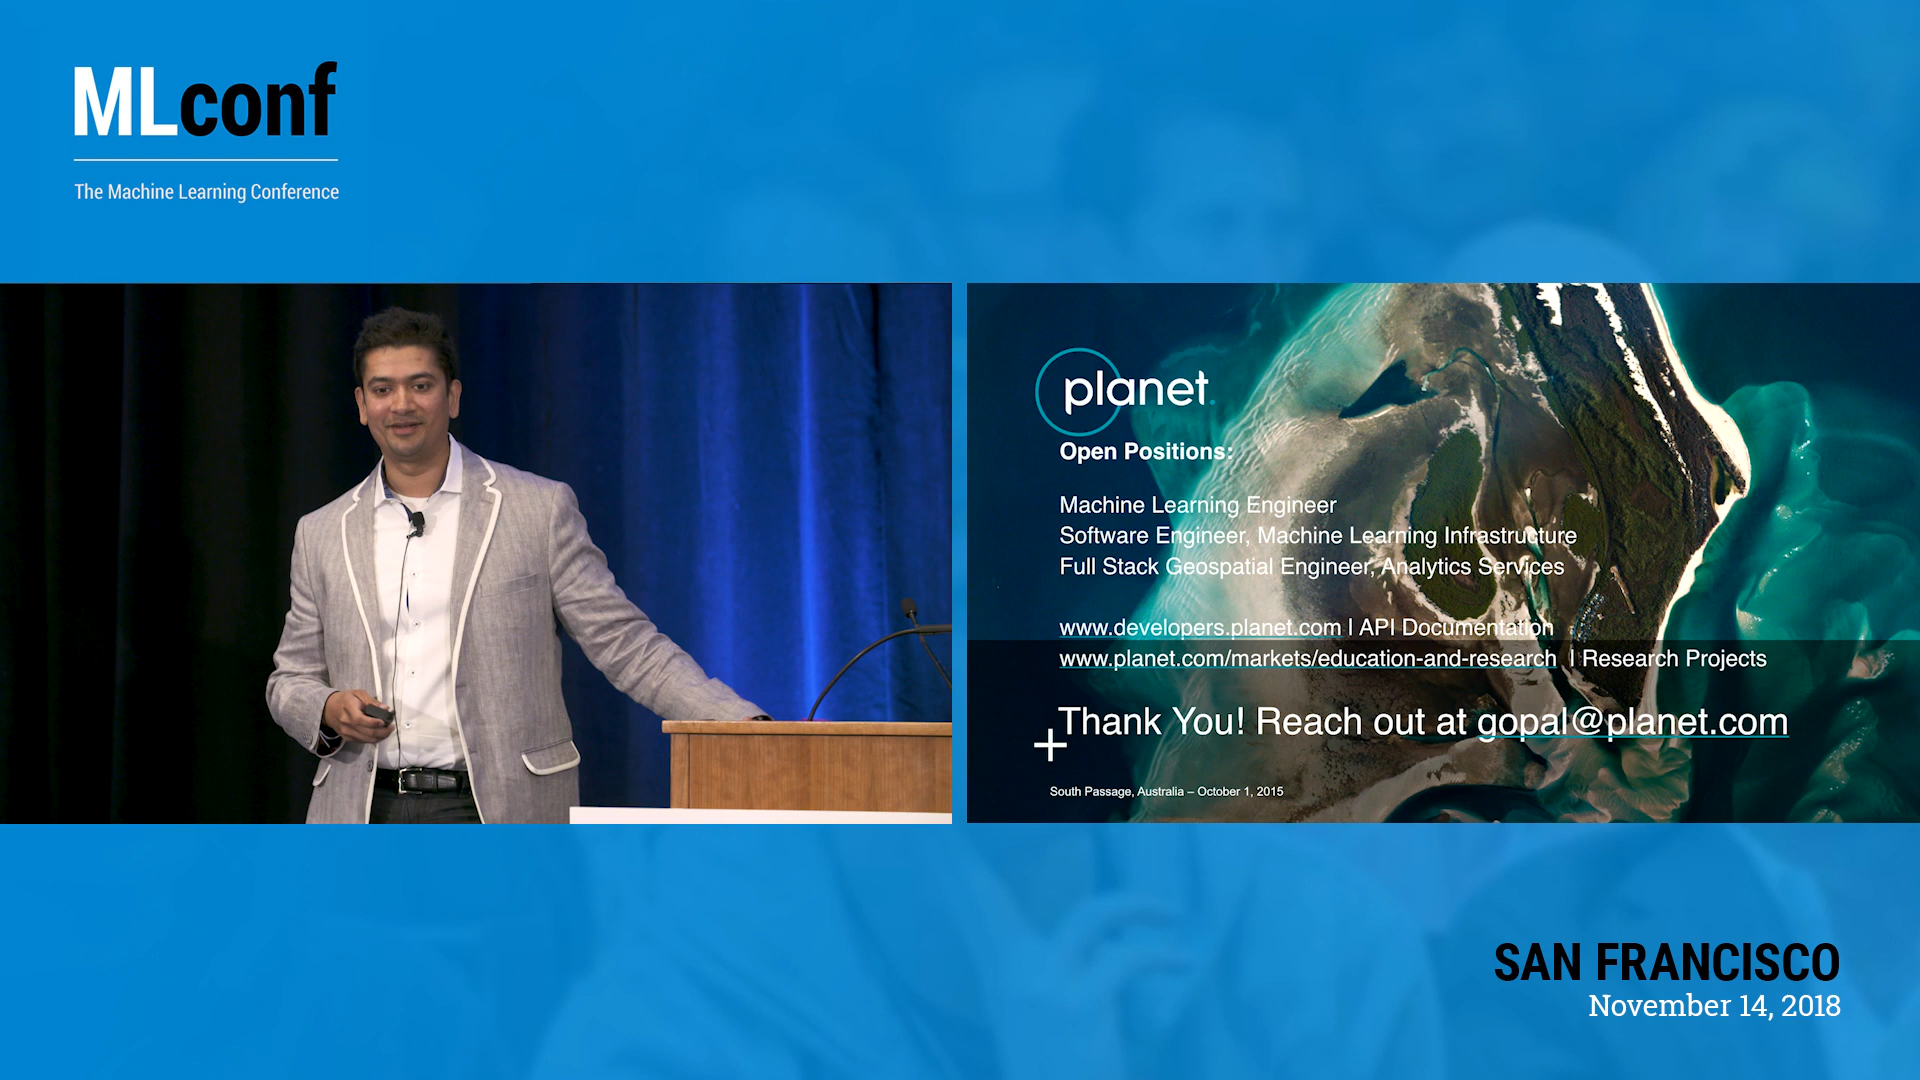 MLconf
The Machine Learning Conference
planet.
Open Positions:
Machine Learning Engineer
Software Engineer, Machine Learning Infrastructure
Full Stack Geospatial Engineer, Analytics Services
www.developers.planet.com | API Documentation
www.planet.com/markets/education-and-research | Research Projects
Thank You! Reach out at gopal@planet.com
South Passage, Australia – October 1, 2015
SAN FRANCISCO
November 14, 2018